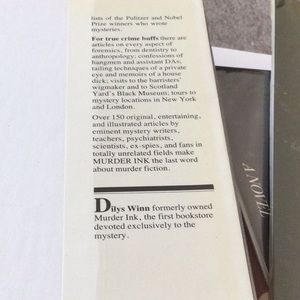 lists of the Pulitzer and Nobel
Prize winners who wrote
mysteries.
For true crime buffs there are
articles on every aspect of
forensics, from dentistry to
anthropology; confessions of
hangmen and assistant DAs;
tailing techniques of a private
eye and memoirs of a house
dick; visits to the barristers'
wigmaker and to Scotland
Yard's Black Museum; tours to
mystery locations in New York
and London.
Over 150 original, entertaining,
and illustrated articles by
eminent mystery writers,
teachers, psychiatrists,
scientists, ex-spies, and fans in
totally unrelated fields make
MURDER INK the last word
about murder fiction.
Dilys Winn formerly owned
Murder Ink, the first bookstore
devoted exclusively to the
mystery.